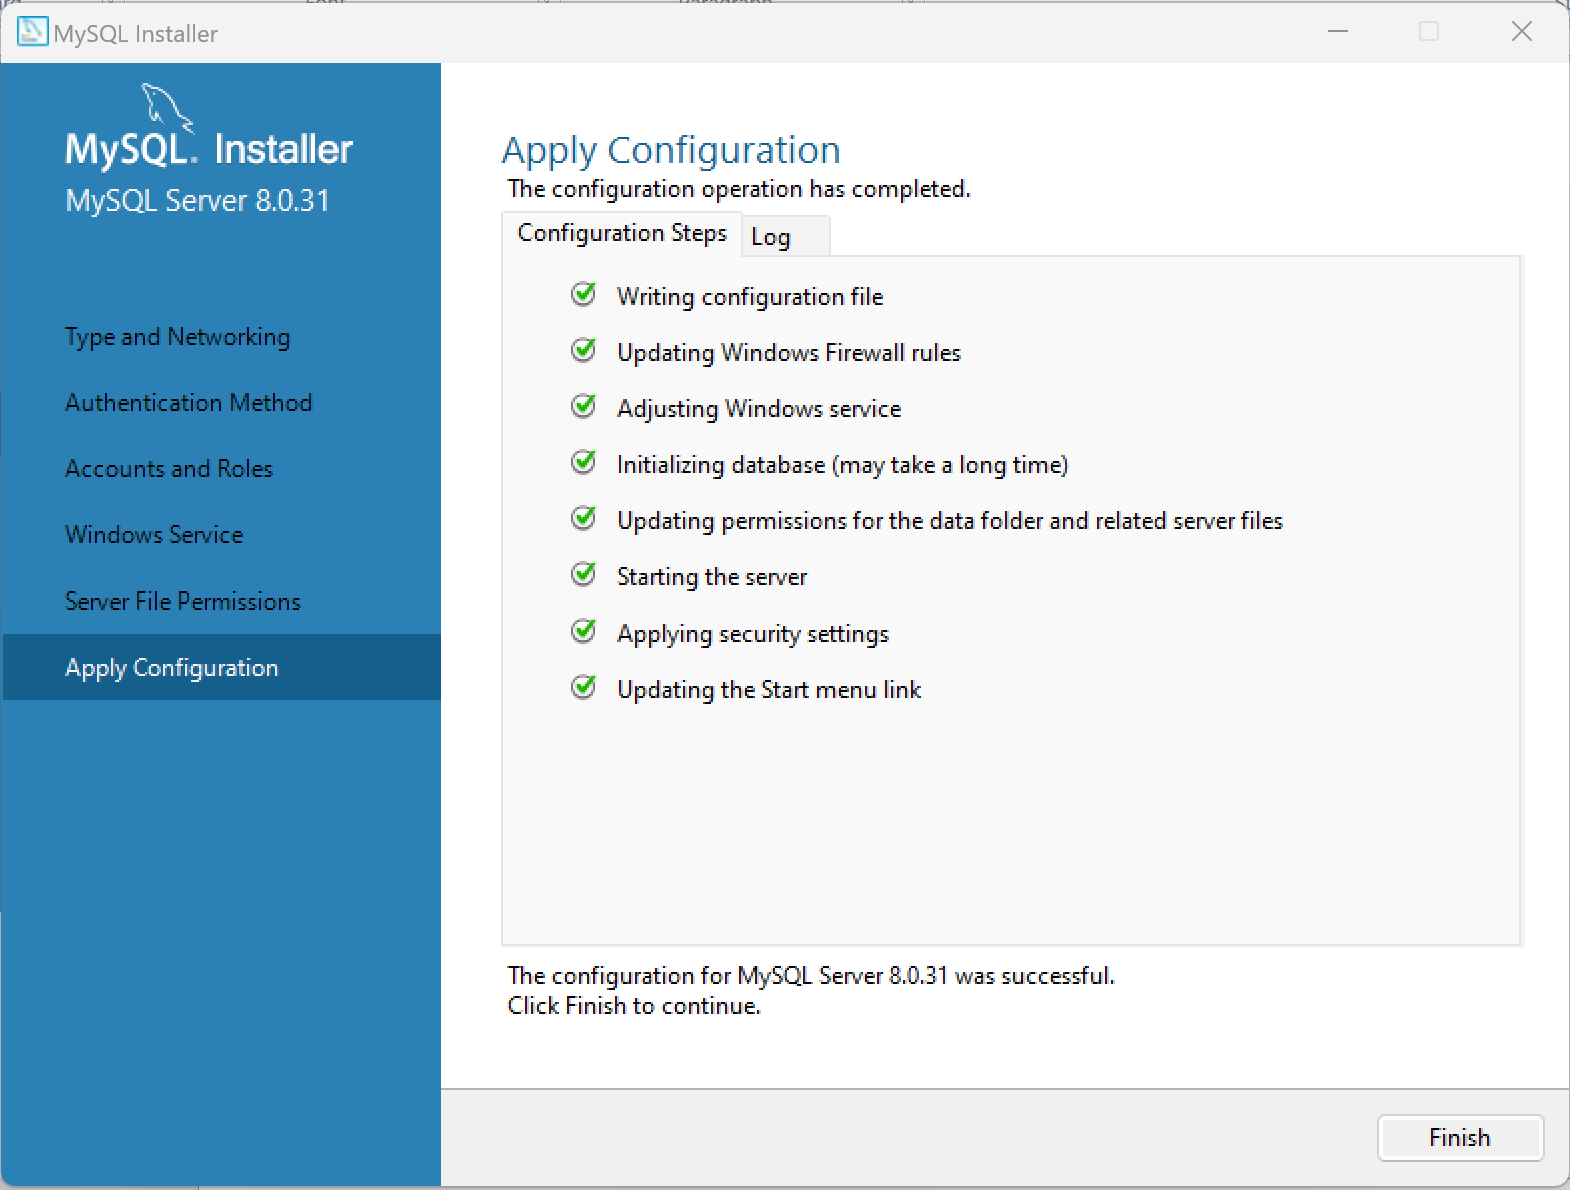 Font
Paragraph
MySQL Installer
MySQL. Installer
MySQL Server 8.0.31
Type and Networking
Authentication Method
Accounts and Roles
Windows Service
Server File Permissions
Apply Configuration
Apply Configuration
The configuration operation has completed.
Configuration Steps
Log
Writing configuration file
Updating Windows Firewall rules
Adjusting Windows service
Initializing database (may take a long time)
Updating permissions for the data folder and related server files
Starting the server
Applying security settings
Updating the Start menu link
The configuration for MySQL Server 8.0.31 was successful.
Click Finish to continue.
Finish